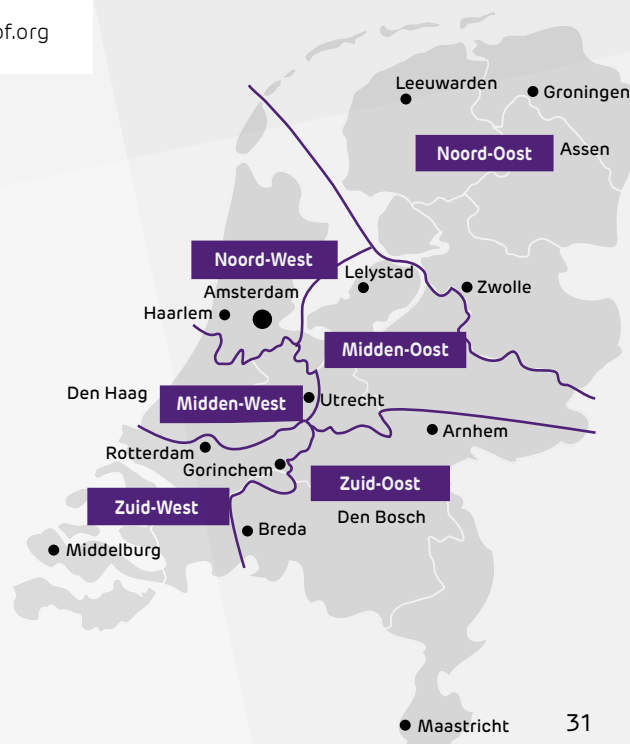 of.org
Leeuwarden
Groningen
Noord-Oost
Assen
Noord-West
Lelystad
Zwolle
Amsterdam
Haarlem
Midden-Oost
Den Haag
Midden-West
Utrecht
Arnhem
Rotterdam
Gorinchem
Zuid-Oost
Zuid-West
Den Bosch
Breda
Middelburg
Maastricht
31